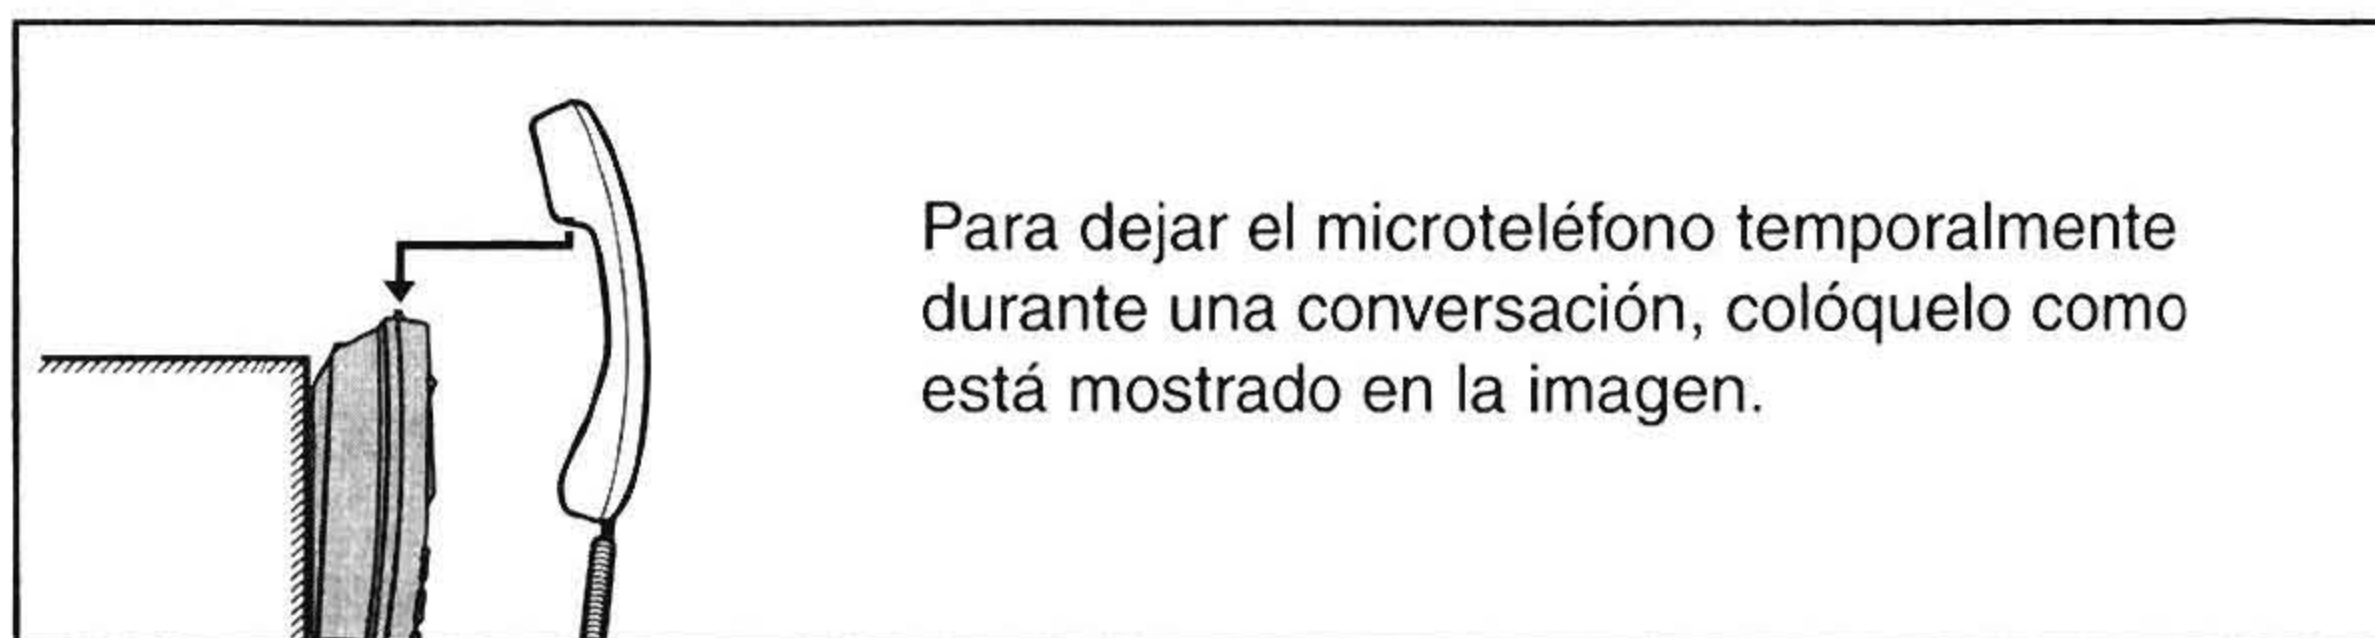 Para dejar el microteléfono temporalmente
durante una conversación, colóquelo como
está mostrado en la imagen.